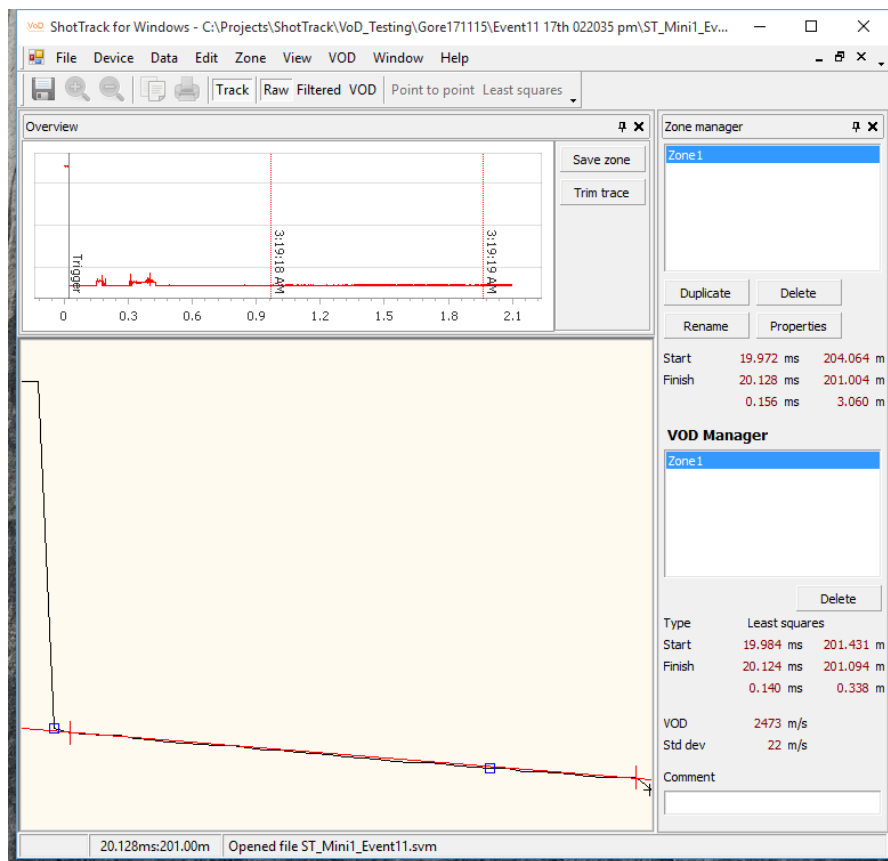 VoD ShotTrack for Windows - C:\Projects\ShotTrack\VoD_Testing\Gore171115\Event11 17th 022035 pm\ST_Mini1_Ev...
File Device Data Edit Zone View VOD Window Help
Track Raw Filtered VOD Point to point Least squares
Overview
Zone manager
Save zone
Trim trace
Trigger
3:19:18 AM
3:19:19 AM
0 0.3 0.6 0.9 1.2 1.5 1.8 2.1
Zone1
Duplicate Delete
Rename Properties
Start 19.972 ms 204.064 m
Finish 20.128 ms 201.004 m
0.156 ms 3.060 m
VOD Manager
Zone1
Delete
Type Least squares
Start 19.984 ms 201.431 m
Finish 20.124 ms 201.094 m
0.140 ms 0.338 m
VOD 2473 m/s
Std dev 22 m/s
Comment
20.128ms:201.00m Opened file ST_Mini1_Event11.svm